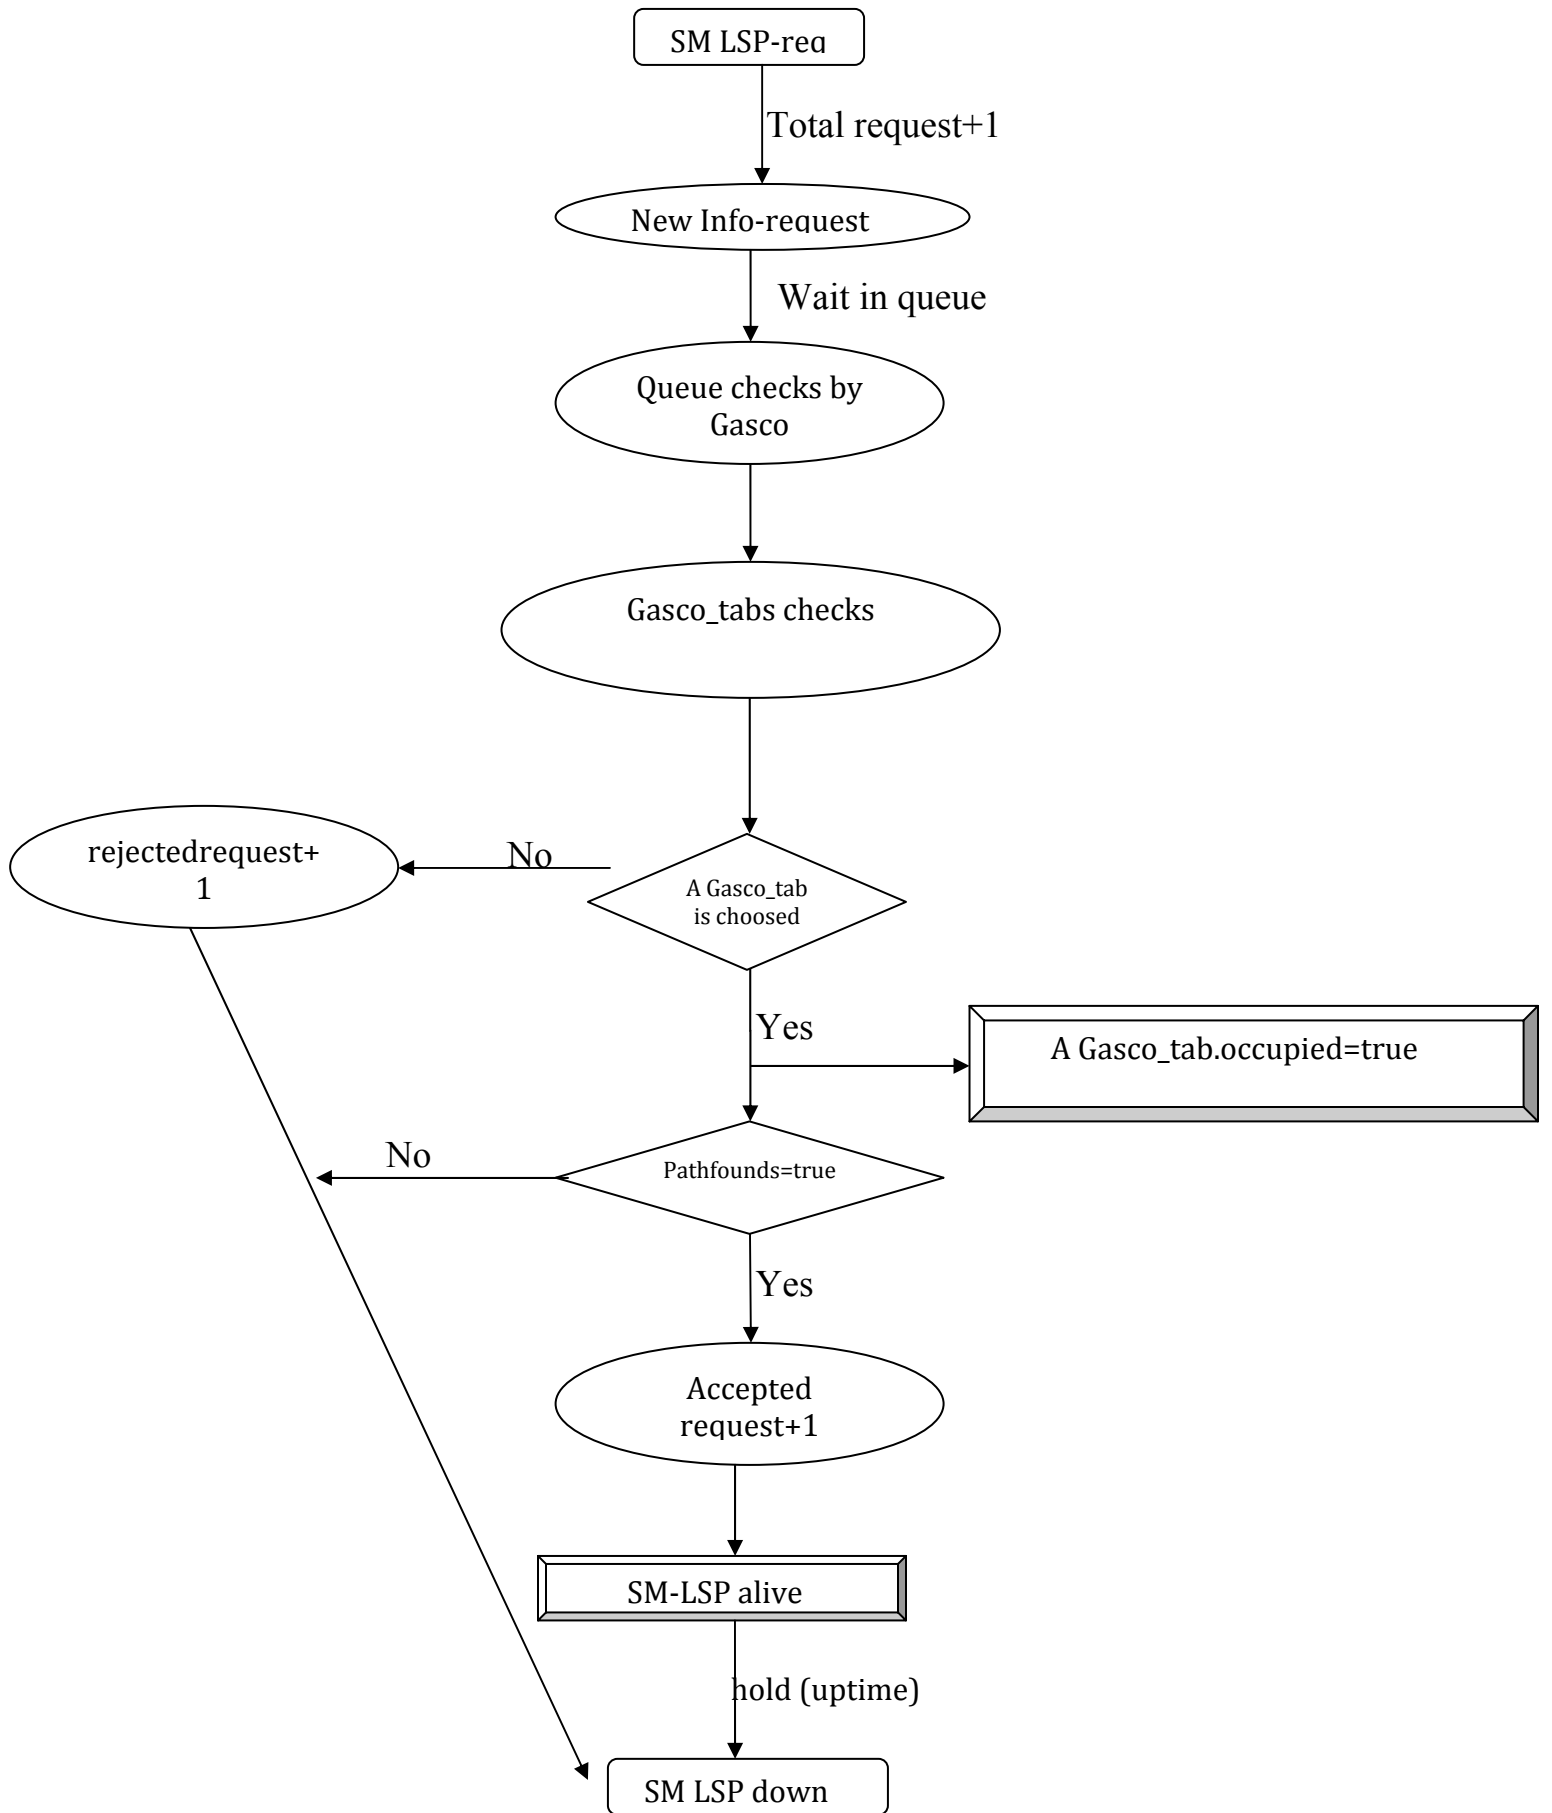 SM LSP-req
Total request+1
New Info-request
Wait in queue
Queue checks by
Gasco
Gasco_tabs checks
No
rejectedrequest+
1
A Gasco_tab
is choosed
Yes
A Gasco_tab.occupied=true
No
Pathfounds=true
Yes
Accepted
request+1
SM-LSP alive
hold (uptime)
SM LSP down